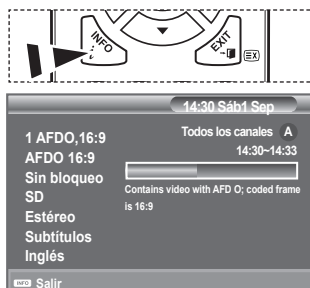 INFO
i
EXIT
EX
14:30 Sáb1 Sep
1 AFDO,16:9
AFDO 16:9
Sin bloqueo
SD
Estéreo
Subtítulos
Inglés
Todos los canales A
14:30~14:33
Contains video with AFD O; coded frame
is 16:9
INFO Salir